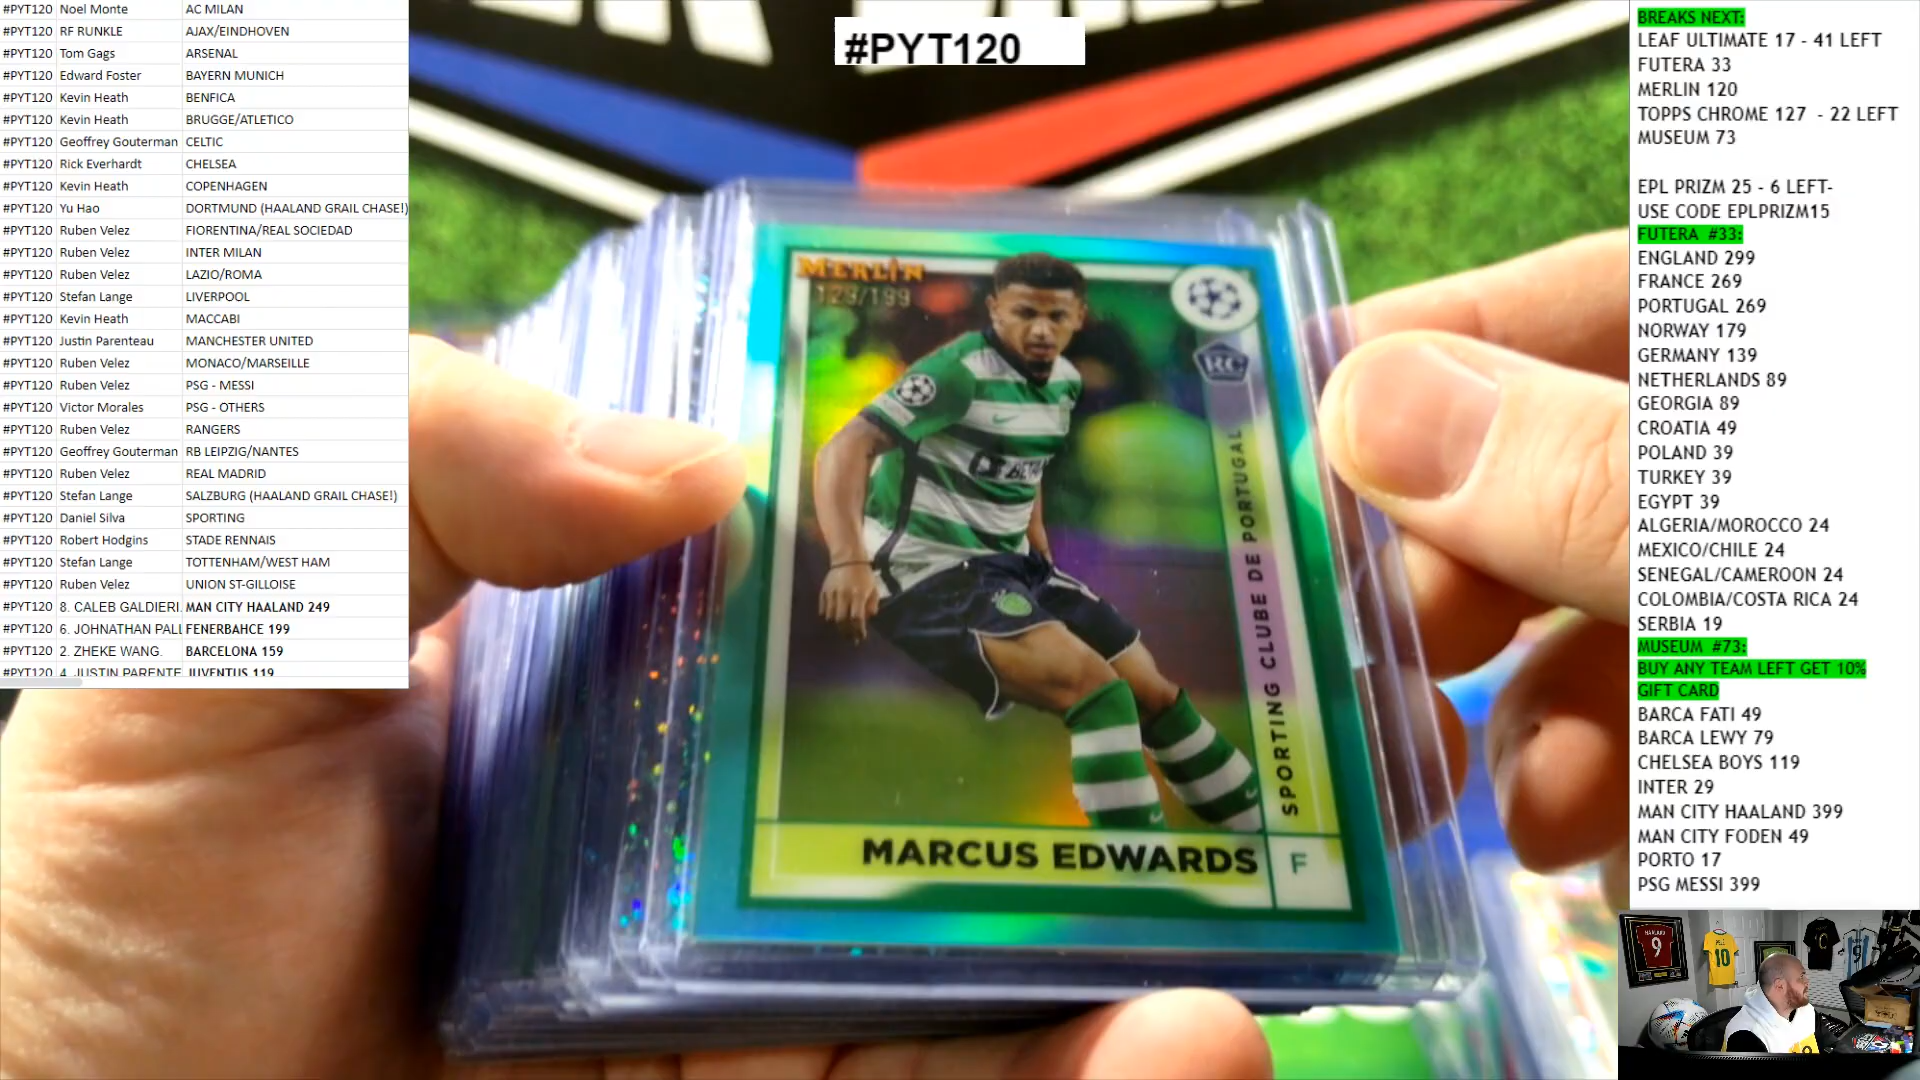 #PYT120 Noel Monte AC MILAN
#PYT120 RF RUNKLE AJAX/EINDHOVEN
#PYT120 Tom Gags ARSENAL
#PYT120 Edward Foster BAYERN MUNICH
#PYT120 Kevin Heath BENFICA
#PYT120 Kevin Heath BRUGGE/ATLETICO
#PYT120 Geoffrey Gouterman CELTIC
#PYT120 Rick Everhardt CHELSEA
#PYT120 Kevin Heath COPENHAGEN
#PYT120 Yu Hao DORTMUND (HAALAND GRAIL CHASE!)
#PYT120 Ruben Velez FIORENTINA/REAL SOCIEDAD
#PYT120 Ruben Velez INTER MILAN
#PYT120 Ruben Velez LAZIO/ROMA
#PYT120 Stefan Lange LIVERPOOL
#PYT120 Kevin Heath MACCABI
#PYT120 Justin Parenteau MANCHESTER UNITED
#PYT120 Ruben Velez MONACO/MARSEILLE
#PYT120 Ruben Velez PSG - MESSI
#PYT120 Victor Morales PSG - OTHERS
#PYT120 Ruben Velez RANGERS
#PYT120 Geoffrey Gouterman RB LEIPZIG/NANTES
#PYT120 Ruben Velez REAL MADRID
#PYT120 Stefan Lange SALZBURG (HAALAND GRAIL CHASE!)
#PYT120 Daniel Silva SPORTING
#PYT120 Robert Hodgins STADE RENNAIS
#PYT120 Stefan Lange TOTTENHAM/WEST HAM
#PYT120 Ruben Velez UNION ST-GILLOISE
#PYT120 8. CALEB GALDIERI. MAN CITY HAALAND 249
#PYT120 6. JOHNATHAN PALL FENERBAHCE 199
#PYT120 2. ZHEKE WANG. BARCELONA 159
#PYT120 4. JUSTIN PARENTE JUVENTUS 119
#PYT120
MERLIN
129/199
RC
SPORTING CLUBE DE PORTUGAL
MARCUS EDWARDS F
BREAKS NEXT:
LEAF ULTIMATE 17 - 41 LEFT
FUTERA 33
MERLIN 120
TOPPS CHROME 127 - 22 LEFT
MUSEUM 73
EPL PRIZM 25 - 6 LEFT-
USE CODE EPLPRIZM15
FUTERA #33:
ENGLAND 299
FRANCE 269
PORTUGAL 269
NORWAY 179
GERMANY 139
NETHERLANDS 89
GEORGIA 89
CROATIA 49
POLAND 39
TURKEY 39
EGYPT 39
ALGERIA/MOROCCO 24
MEXICO/CHILE 24
SENEGAL/CAMEROON 24
COLOMBIA/COSTA RICA 24
SERBIA 19
MUSEUM #73:
BUY ANY TEAM LEFT GET 10%
GIFT CARD
BARCA FATI 49
BARCA LEWY 79
CHELSEA BOYS 119
INTER 29
MAN CITY HAALAND 399
MAN CITY FODEN 49
PORTO 17
PSG MESSI 399
HAALAND
9
10